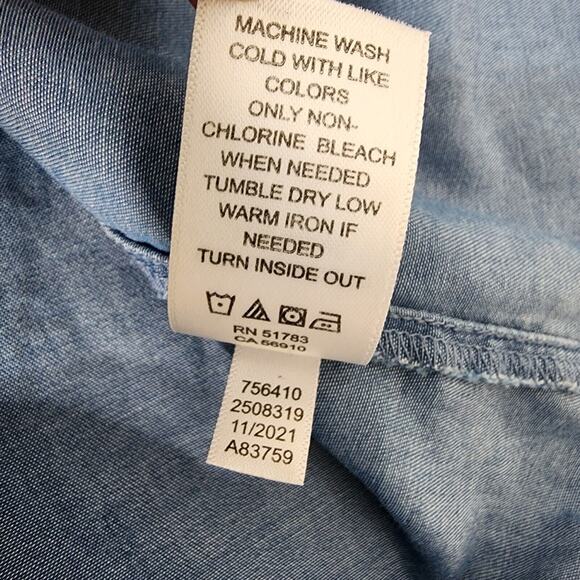 MACHINE WASH
COLD WITH LIKE
COLORS
ONLY NON-
CHLORINE BLEACH
WHEN NEEDED
TUMBLE DRY LOW
WARM IRON IF
NEEDED
TURN INSIDE OUT
RN 51783
CA 56910
756410
2508319
11/2021
A83759